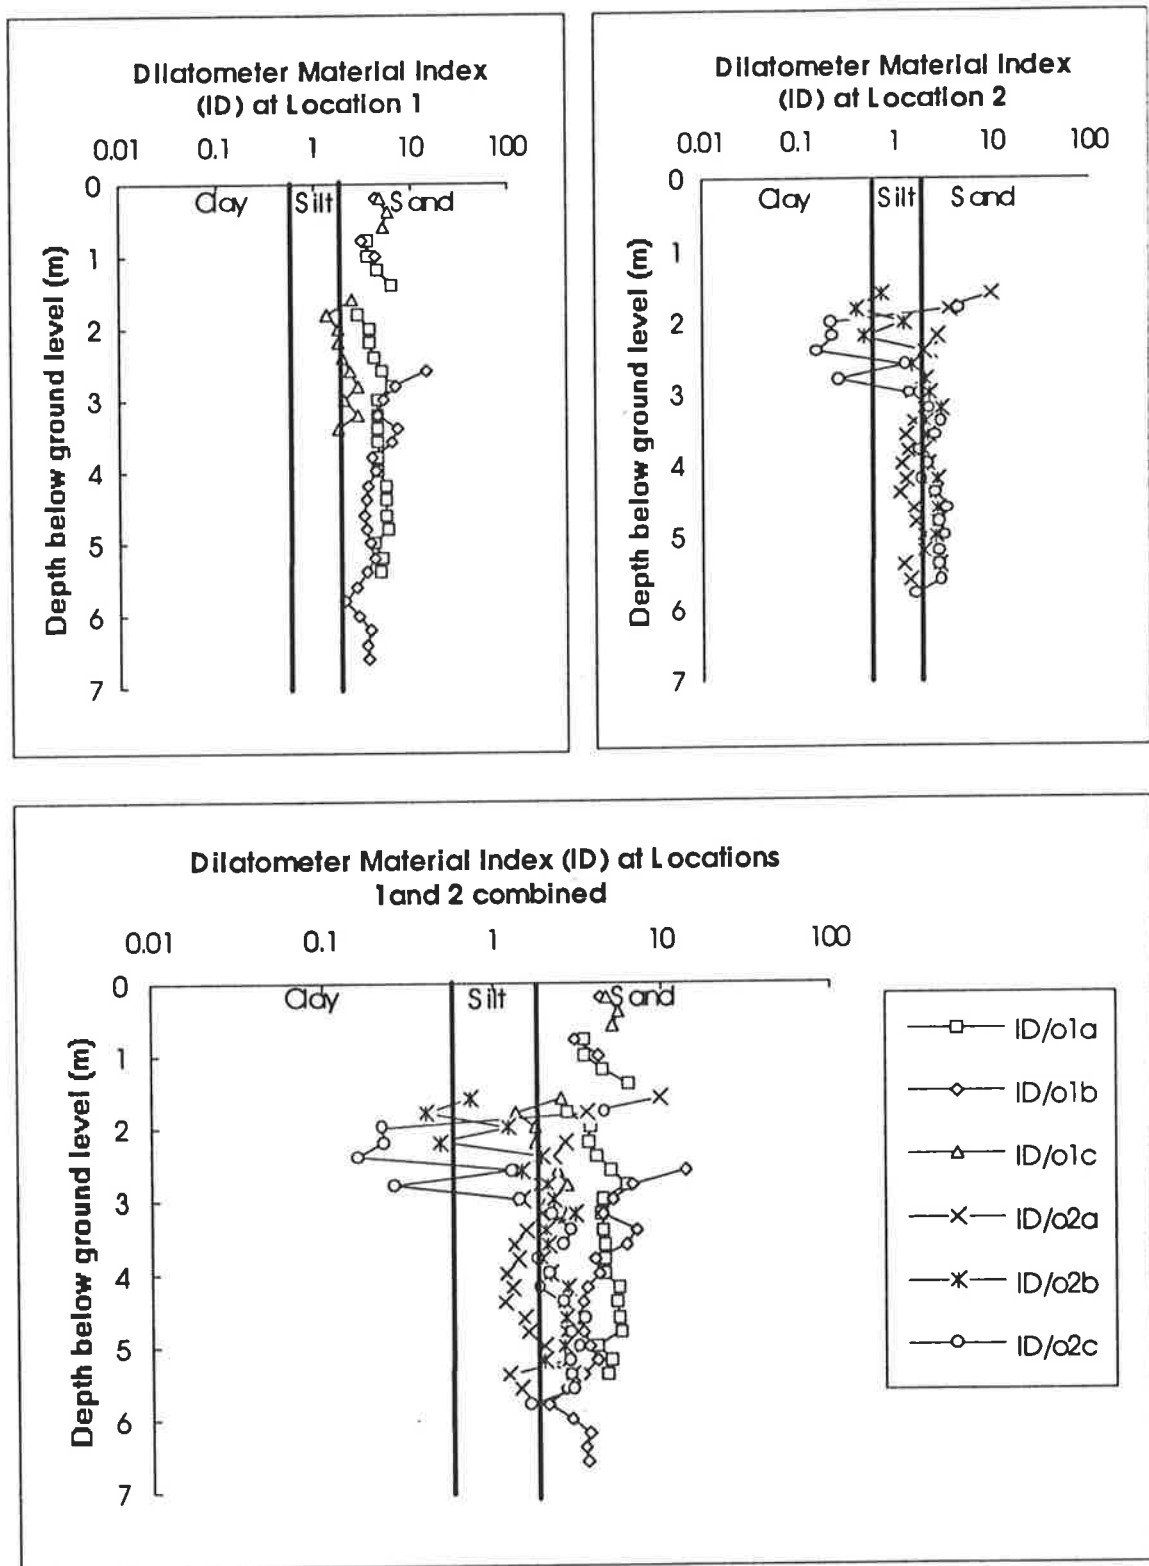 Dilatometer Material Index
(ID) at Location 1
0.01 0.1 1 10 100
Clay Silt Sand
Depth below ground level (m)
0
1
2
3
4
5
6
7
Dilatometer Material Index
(ID) at Location 2
0.01 0.1 1 10 100
Clay Silt Sand
Depth below ground level (m)
0
1
2
3
4
5
6
7
Dilatometer Material Index (ID) at Locations
1and 2 combined
0.01 0.1 1 10 100
Clay Silt Sand
Depth below ground level (m)
0
1
2
3
4
5
6
7
ID/o1a
ID/o1b
ID/o1c
ID/o2a
ID/o2b
ID/o2c